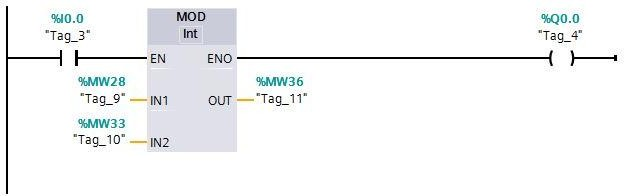 %I0.0
"Tag_3"
MOD
Int
%Q0.0
"Tag_4"
EN
ENO
%MW28
"Tag_9"
IN1
%MW36
OUT
"Tag_11"
%MW33
"Tag_10"
IN2